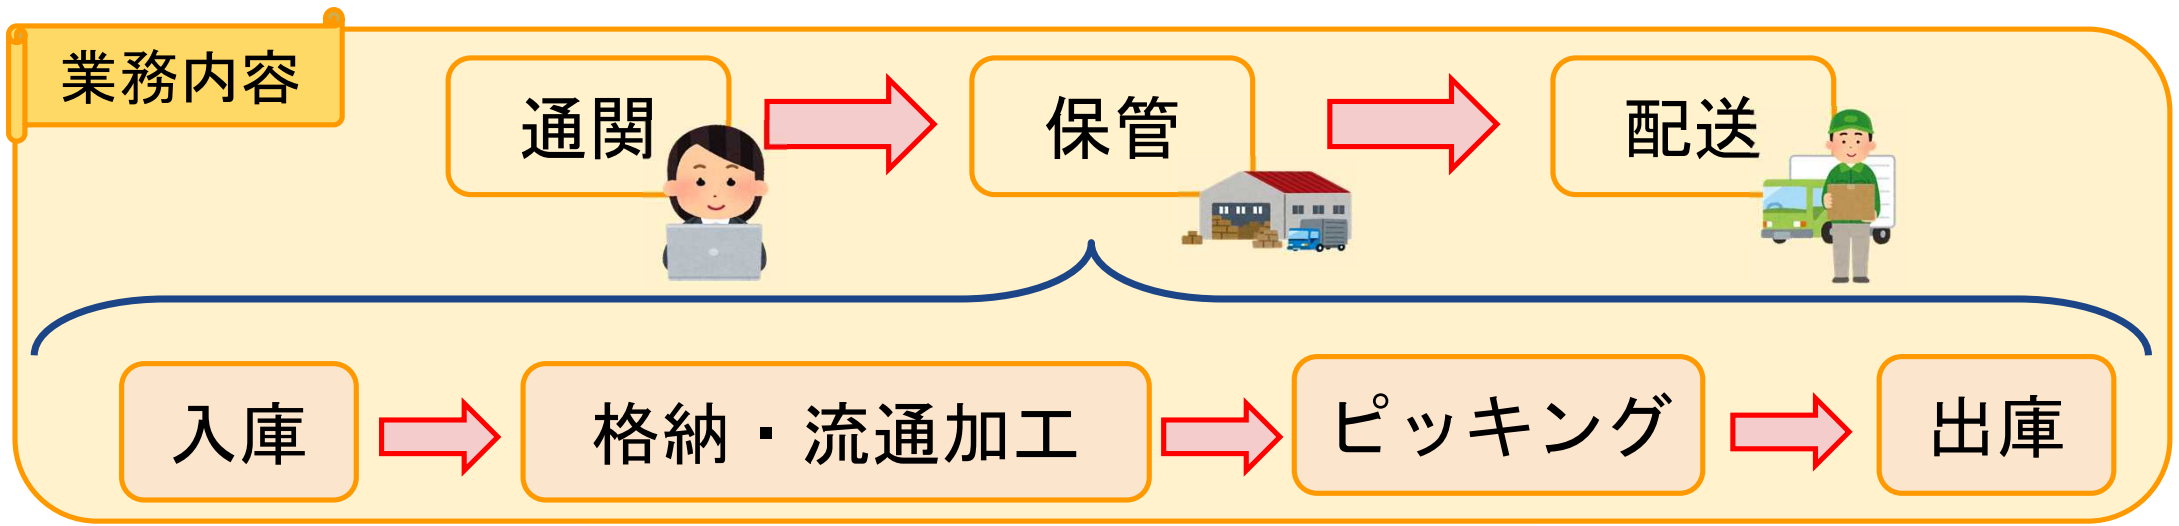 業務内容
通関
保管
配送
入庫
格納・流通加工
ピッキング
出庫